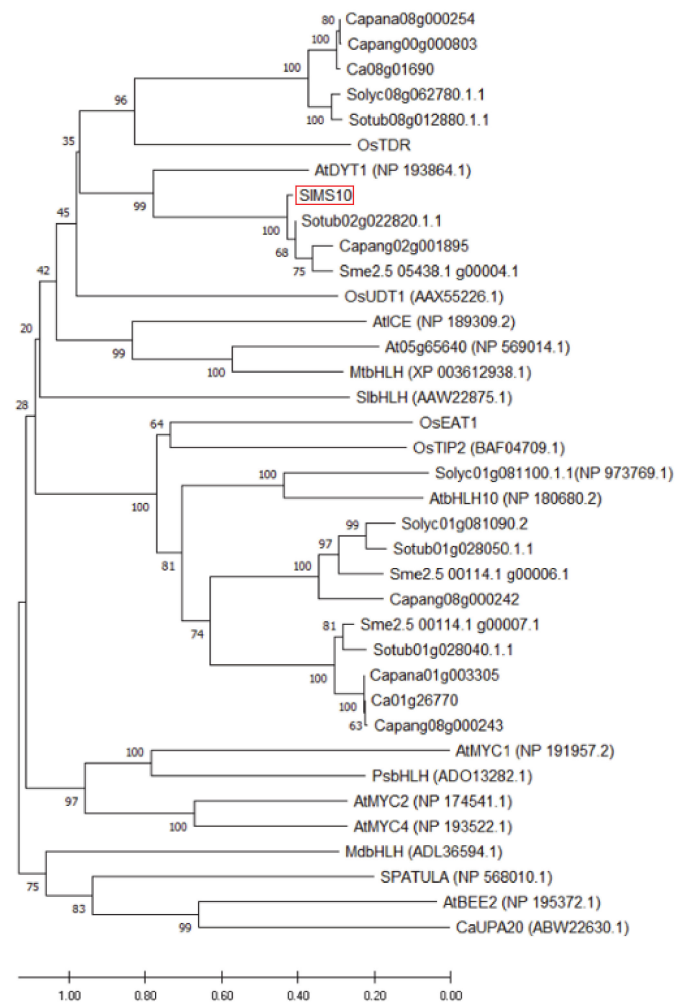 80 Capana08g000254
100 Capang00g000803
100 Ca08g01690
Solyc08g062780.1.1
96 100 Sotub08g012880.1.1
35 OsTDR
AtDYT1 (NP 193864.1)
SlMS10
99
45 100 Sotub02g022820.1.1
68 Capang02g001895
42 75 Sme2.5 05438.1 g00004.1
OsUDT1 (AAX55226.1)
20 AtICE (NP 189309.2)
99 At05g65640 (NP 569014.1)
100 MtbHLH (XP 003612938.1)
28 SlbHLH (AAW22875.1)
64 OsEAT1
OsTIP2 (BAF04709.1)
100 Solyc01g081100.1.1(NP 973769.1)
100 AtbHLH10 (NP 180680.2)
99 Solyc01g081090.2
97 Sotub01g028050.1.1
81 100 Sme2.5 00114.1 g00006.1
Capang08g000242
74 81 Sme2.5 00114.1 g00007.1
Sotub01g028040.1.1
100 Capana01g003305
100 Ca01g26770
63 Capang08g000243
100 AtMYC1 (NP 191957.2)
PsbHLH (ADO13282.1)
97 AtMYC2 (NP 174541.1)
100 AtMYC4 (NP 193522.1)
MdbHLH (ADL36594.1)
75 SPATULA (NP 568010.1)
83 AtBEE2 (NP 195372.1)
99 CaUPA20 (ABW22630.1)
1.00 0.80 0.60 0.40 0.20 0.00